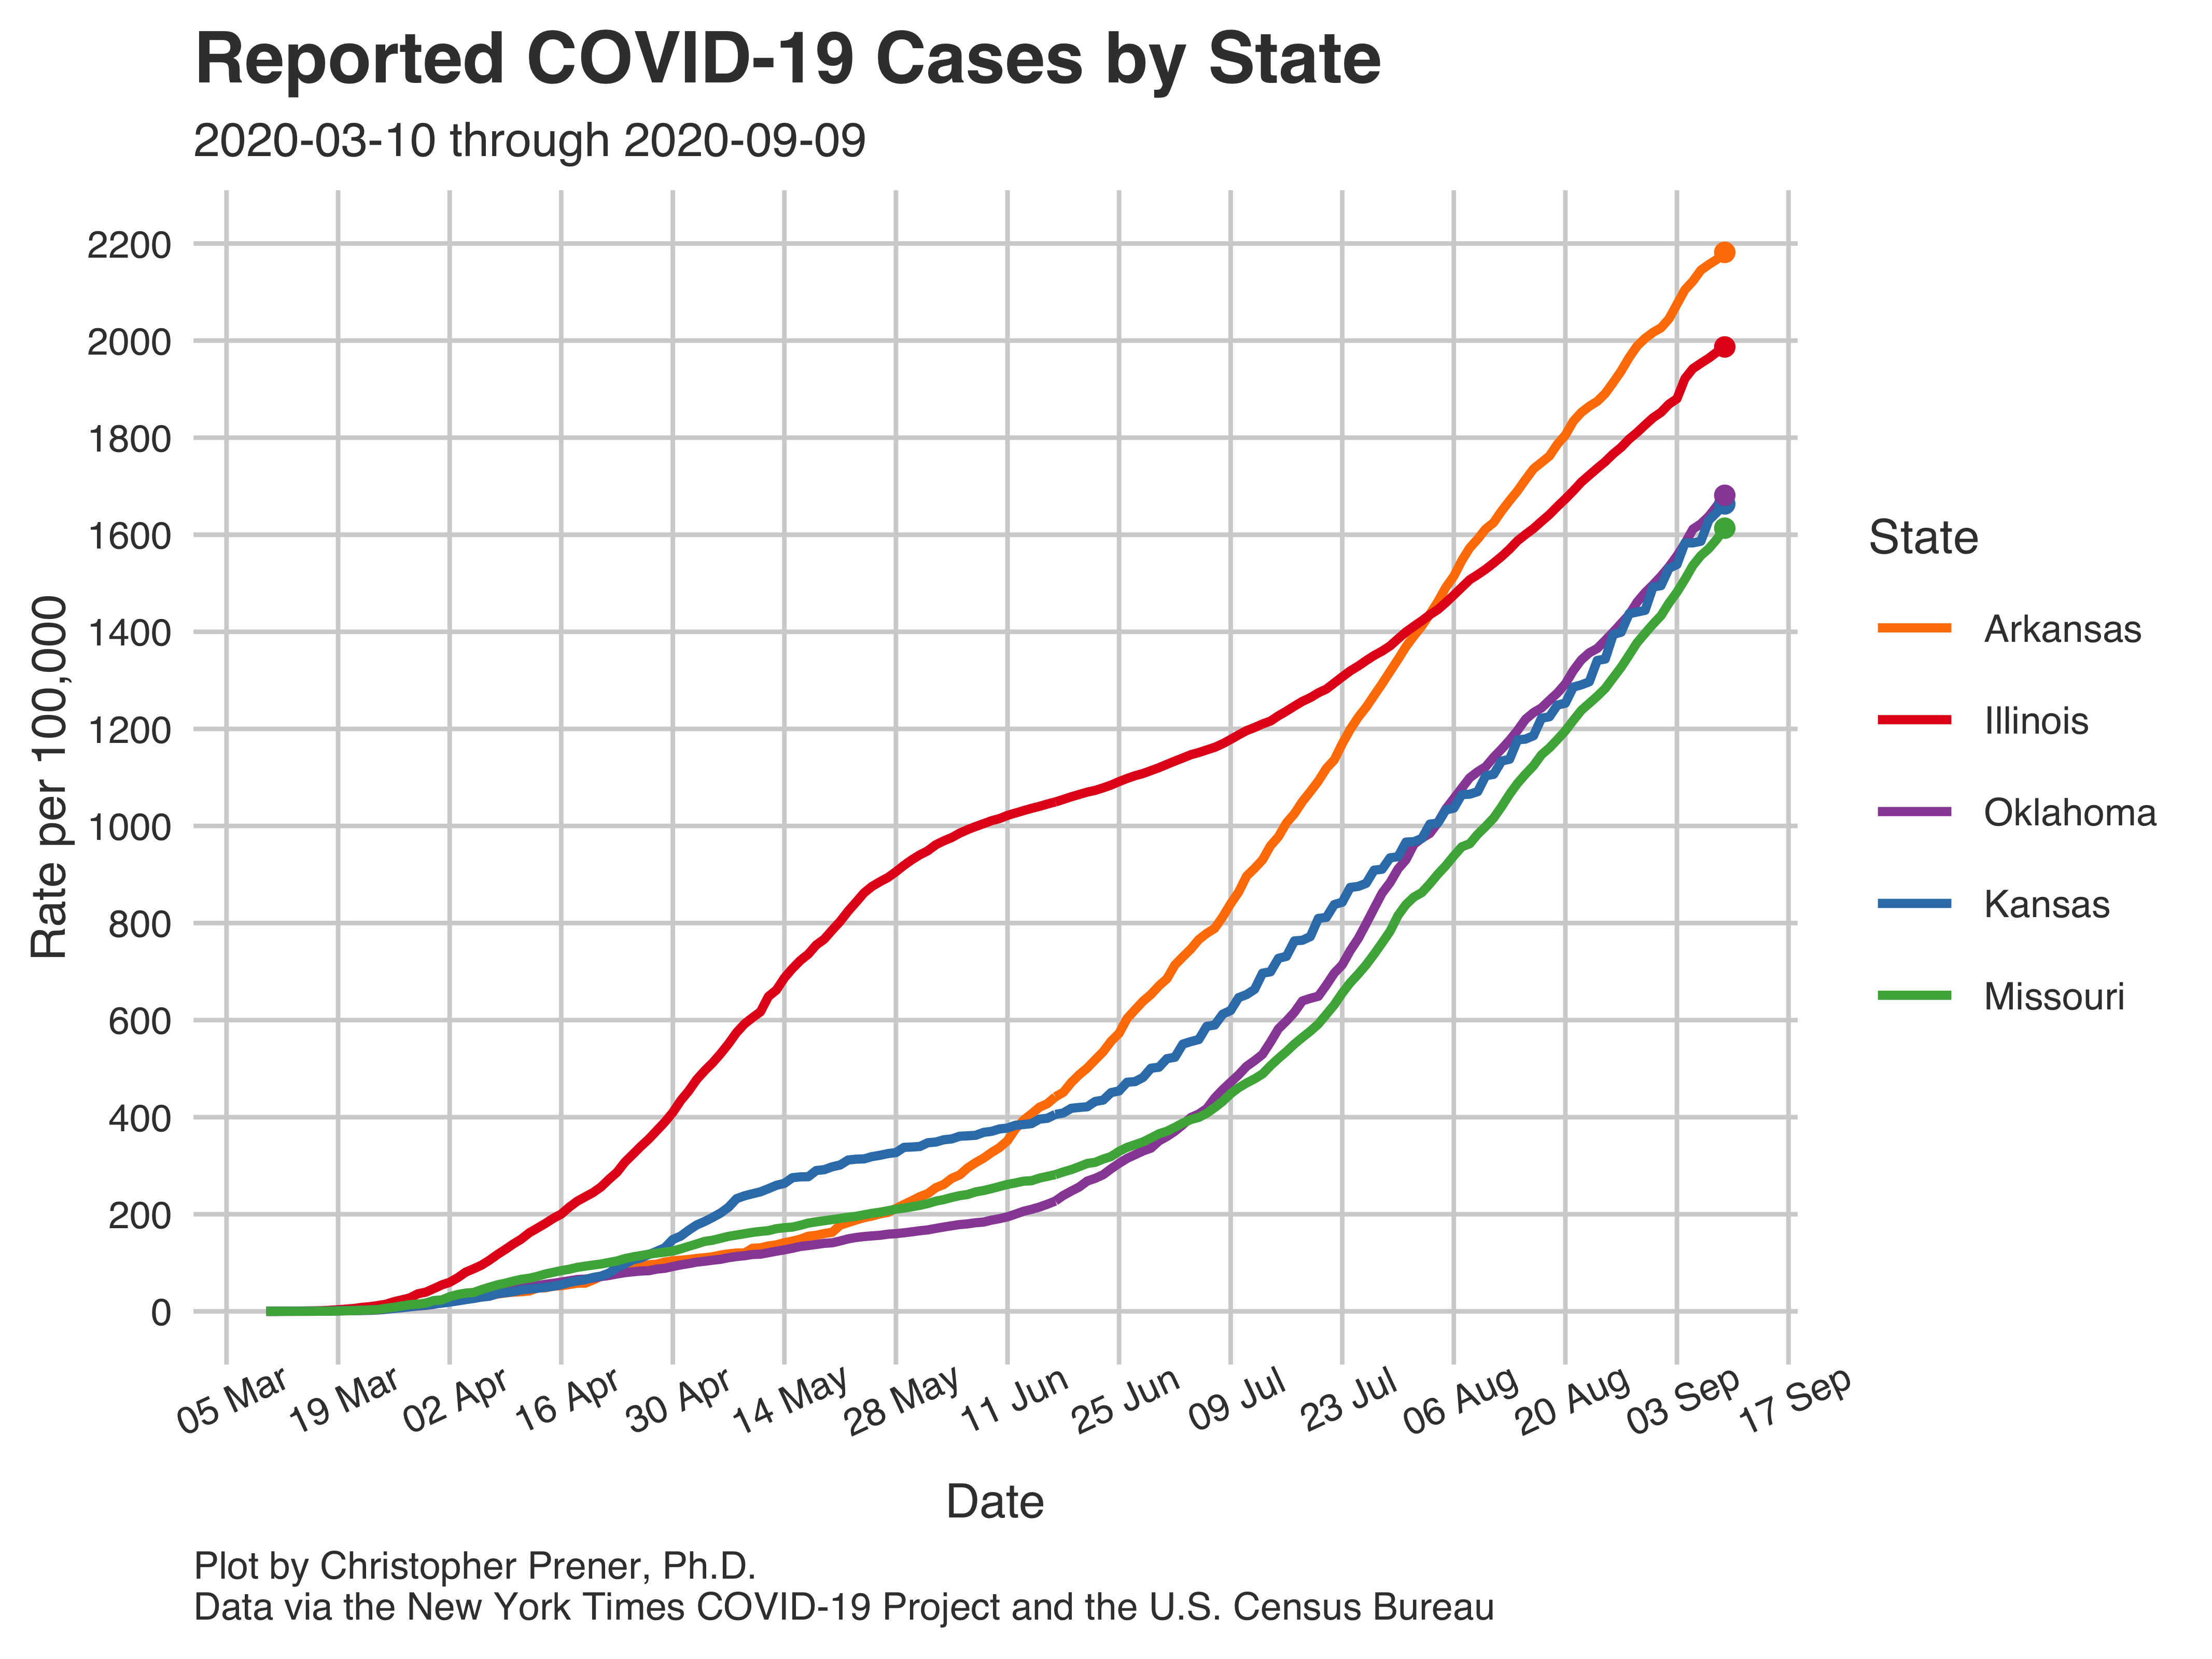 Reported COVID-19 Cases by State
2020-03-10 through 2020-09-09
2200
2000
1800
1600
1400
1200
1000
800
600
400
200
0
Rate per 100,000
05 Mar
19 Mar
02 Apr
16 Apr
30 Apr
14 May
28 May
11 Jun
25 Jun
09 Jul
23 Jul
06 Aug
20 Aug
03 Sep
17 Sep
Date
State
Arkansas
Illinois
Oklahoma
Kansas
Missouri
Plot by Christopher Prener, Ph.D.
Data via the New York Times COVID-19 Project and the U.S. Census Bureau